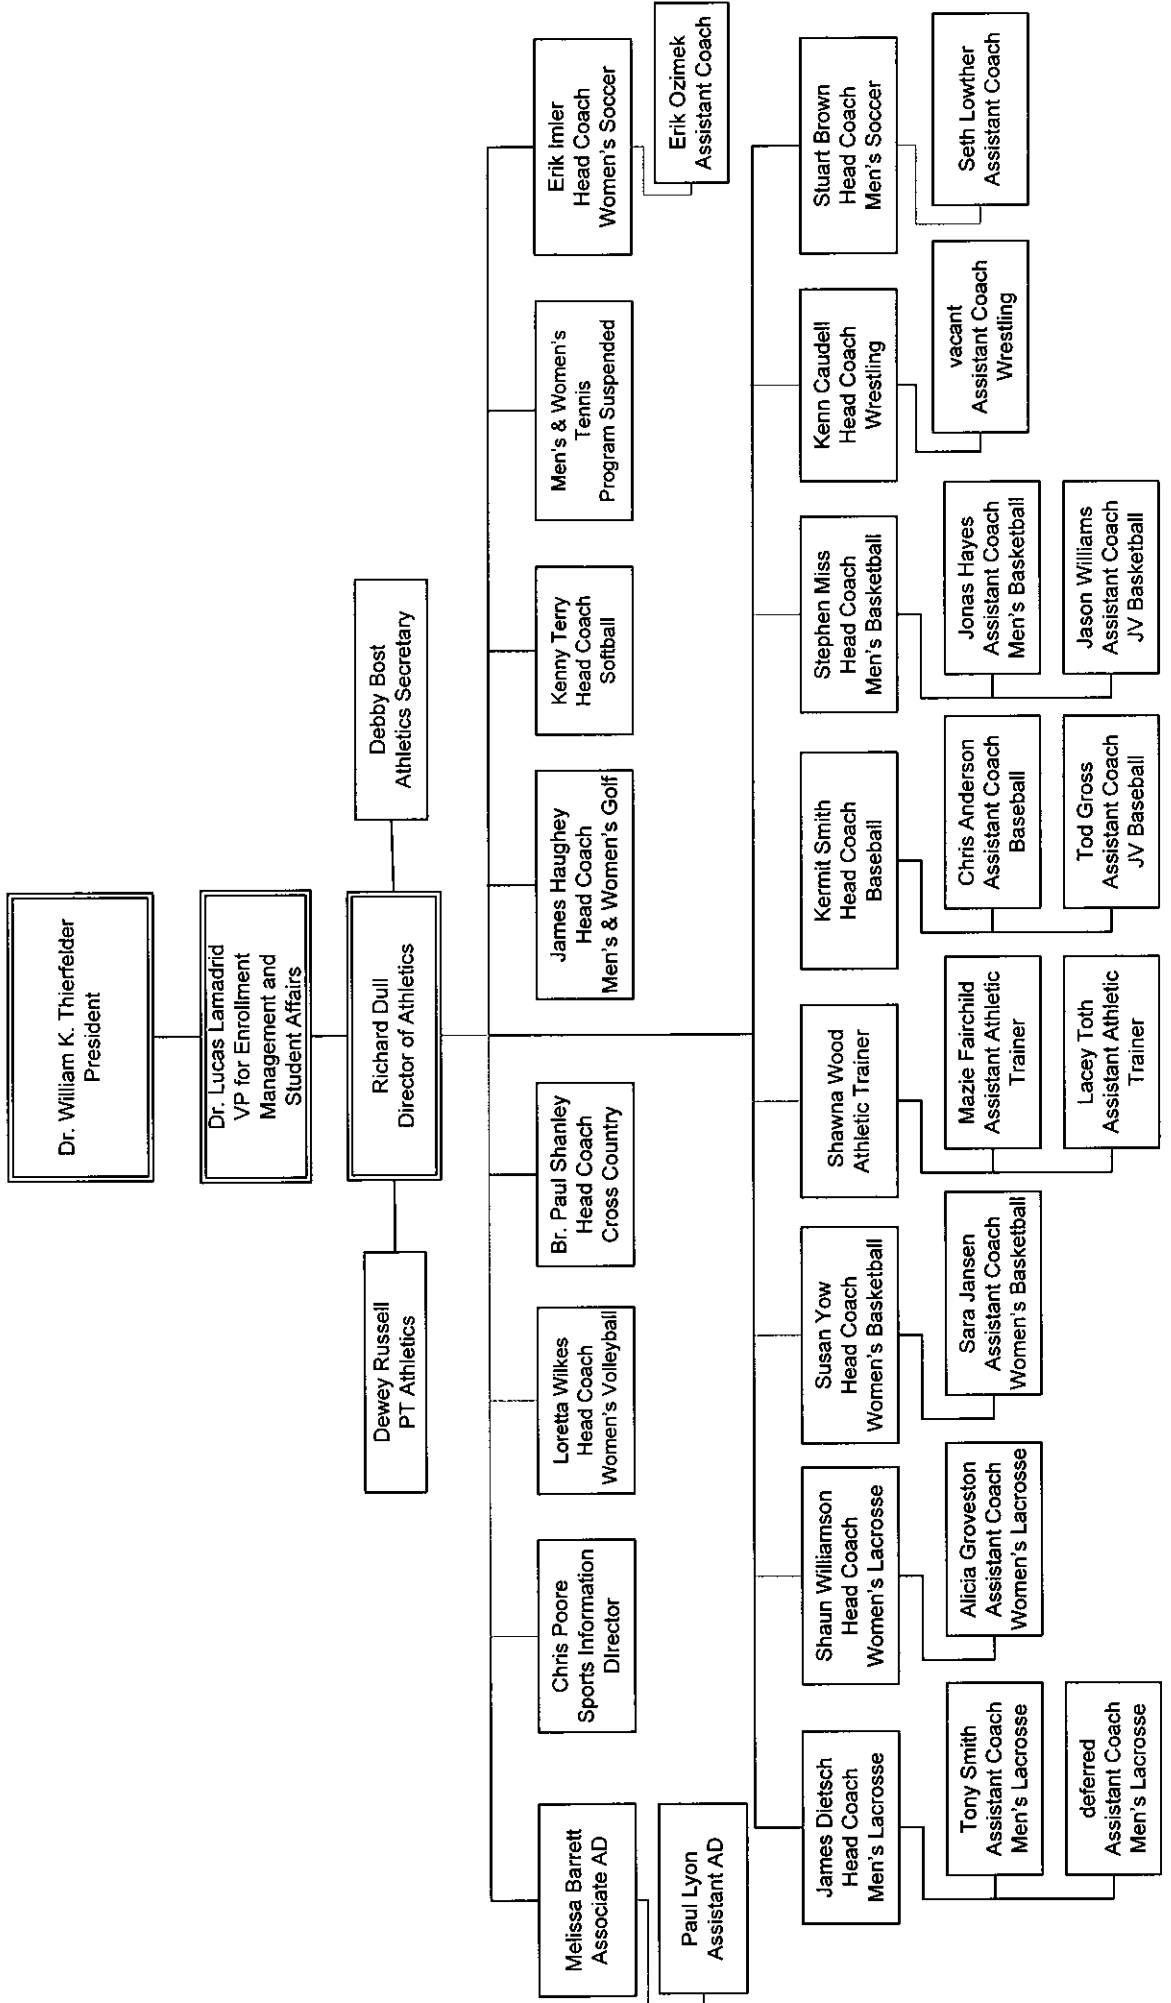 Dr. William K. Thierfelder
President
Dr. Lucas Lamadrid
VP for Enrollment
Management and
Student Affairs
Dewey Russell
PT Athletics
Richard Dull
Director of Athletics
Debby Bost
Athletics Secretary
Melissa Barrett
Associate AD
Chris Poore
Sports Information
DIrector
Loretta Wilkes
Head Coach
Women's Volleyball
Br. Paul Shanley
Head Coach
Cross Country
James Haughey
Head Coach
Men's & Women's Golf
Kenny Terry
Head Coach
Softball
Men's & Women's
Tennis
Program Suspended
Erik Imler
Head Coach
Women's Soccer
Paul Lyon
Assistant AD
Erik Ozimek
Assistant Coach
James Dietsch
Head Coach
Men's Lacrosse
Shaun Williamson
Head Coach
Women's Lacrosse
Susan Yow
Head Coach
Women's Basketball
Shawna Wood
Athletic Trainer
Kermit Smith
Head Coach
Baseball
Stephen Miss
Head Coach
Men's Basketball
Kenn Caudell
Head Coach
Wrestling
Stuart Brown
Head Coach
Men's Soccer
Tony Smith
Assistant Coach
Men's Lacrosse
Alicia Groveston
Assistant Coach
Women's Lacrosse
Sara Jansen
Assistant Coach
Women's Basketball
Mazie Fairchild
Assistant Athletic
Trainer
Chris Anderson
Assistant Coach
Baseball
Jonas Hayes
Assistant Coach
Men's Basketball
vacant
Assistant Coach
Wrestling
Seth Lowther
Assistant Coach
deferred
Assistant Coach
Men's Lacrosse
Lacey Toth
Assistant Athletic
Trainer
Tod Gross
Assistant Coach
JV Baseball
Jason Williams
Assistant Coach
JV Basketball